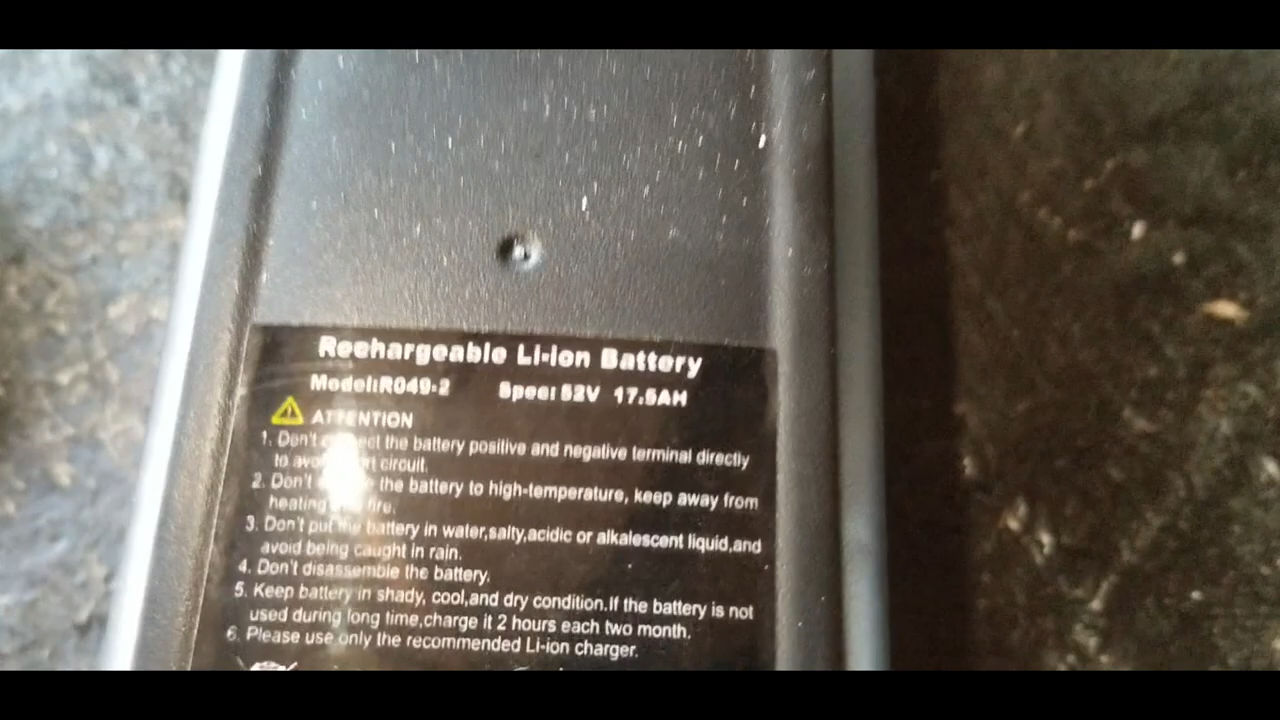 Rechargeable Li-ion Battery
Model:R049-2 Spec: 52V 17.5AH
ATTENTION
1. Don't the battery positive and negative terminal directly
to circuit.
2. Don't the battery to high-temperature, keep away from
heating fire.
3. Don't put the battery in water,salty,acidic or alkalescent liquid,and
avoid being caught in rain.
4. Don't disassemble the battery.
5. Keep battery in shady, cool,and dry condition.If the battery is not
used during long time,charge it 2 hours each two month.
6. Please use only the recommended Li-ion charger.